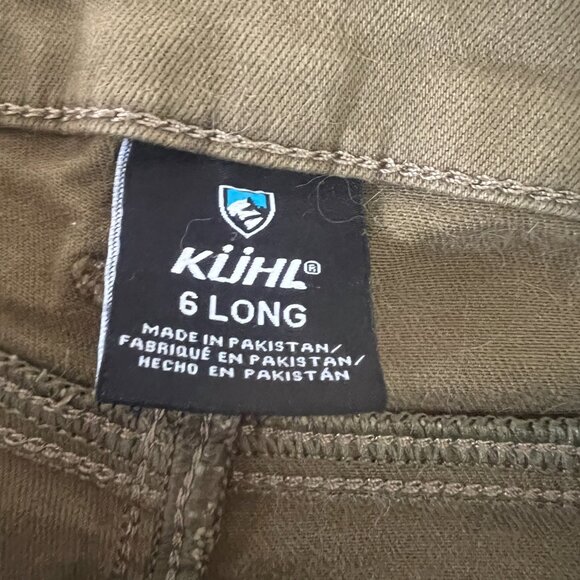 KÜHL®
6 LONG
MADE IN PAKISTAN/
FABRIQUÉ EN PAKISTAN/
HECHO EN PAKISTÁN